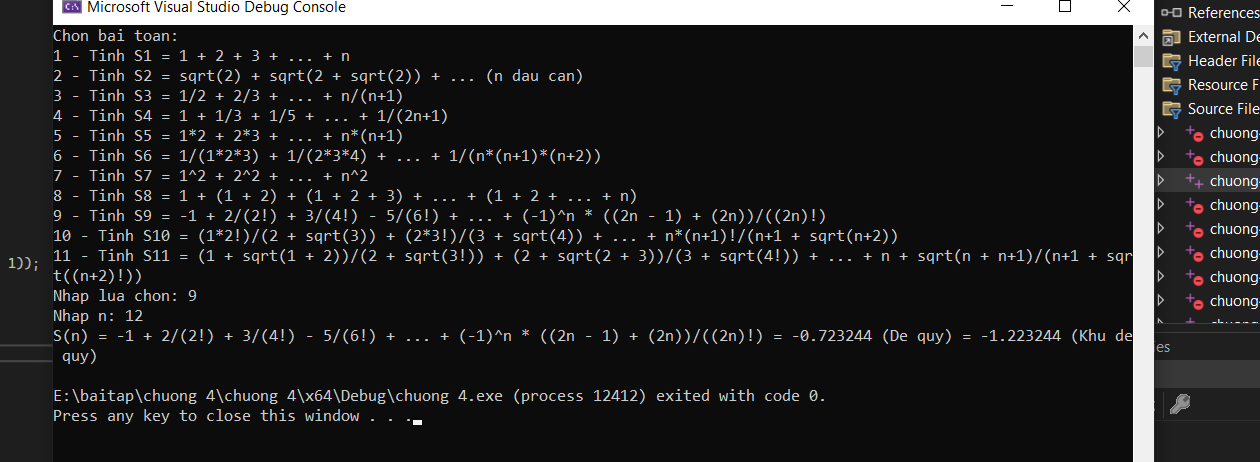 Microsoft Visual Studio Debug Console
Chon bai toan:
1 - Tinh S1 = 1 + 2 + 3 + ... + n
2 - Tinh S2 = sqrt(2) + sqrt(2 + sqrt(2)) + ... (n dau can)
3 - Tinh S3 = 1/2 + 2/3 + ... + n/(n+1)
4 - Tinh S4 = 1 + 1/3 + 1/5 + ... + 1/(2n+1)
5 - Tinh S5 = 1*2 + 2*3 + ... + n*(n+1)
6 - Tinh S6 = 1/(1*2*3) + 1/(2*3*4) + ... + 1/(n*(n+1)*(n+2))
7 - Tinh S7 = 1^2 + 2^2 + ... + n^2
8 - Tinh S8 = 1 + (1 + 2) + (1 + 2 + 3) + ... + (1 + 2 + ... + n)
9 - Tinh S9 = -1 + 2/(2!) + 3/(4!) - 5/(6!) + ... + (-1)^n * ((2n - 1) + (2n))/((2n)!)
10 - Tinh S10 = (1*2!)/(2 + sqrt(3)) + (2*3!)/(3 + sqrt(4)) + ... + n*(n+1)!/(n+1 + sqrt(n+2))
11 - Tinh S11 = (1 + sqrt(1 + 2))/(2 + sqrt(3!)) + (2 + sqrt(2 + 3))/(3 + sqrt(4!)) + ... + n + sqrt(n + n+1)/(n+1 + sqr
t((n+2)!))
Nhap lua chon: 9
Nhap n: 12
S(n) = -1 + 2/(2!) + 3/(4!) - 5/(6!) + ... + (-1)^n * ((2n - 1) + (2n))/((2n)!) = -0.723244 (De quy) = -1.223244 (Khu de
quy)
E:\baitap\chuong 4\chuong 4\x64\Debug\chuong 4.exe (process 12412) exited with code 0.
Press any key to close this window . . .
1));
References
External De
Header File
Resource F
Source File
chuong
chuong
chuong
chuong
chuong
chuong
chuong
chuong
es